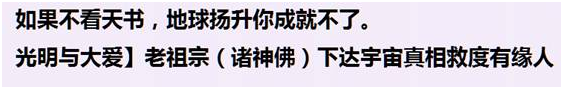 如果不看天书，地球扬升你成就不了。
光明与大爱】老祖宗（诸神佛）下达宇宙真相救度有缘人